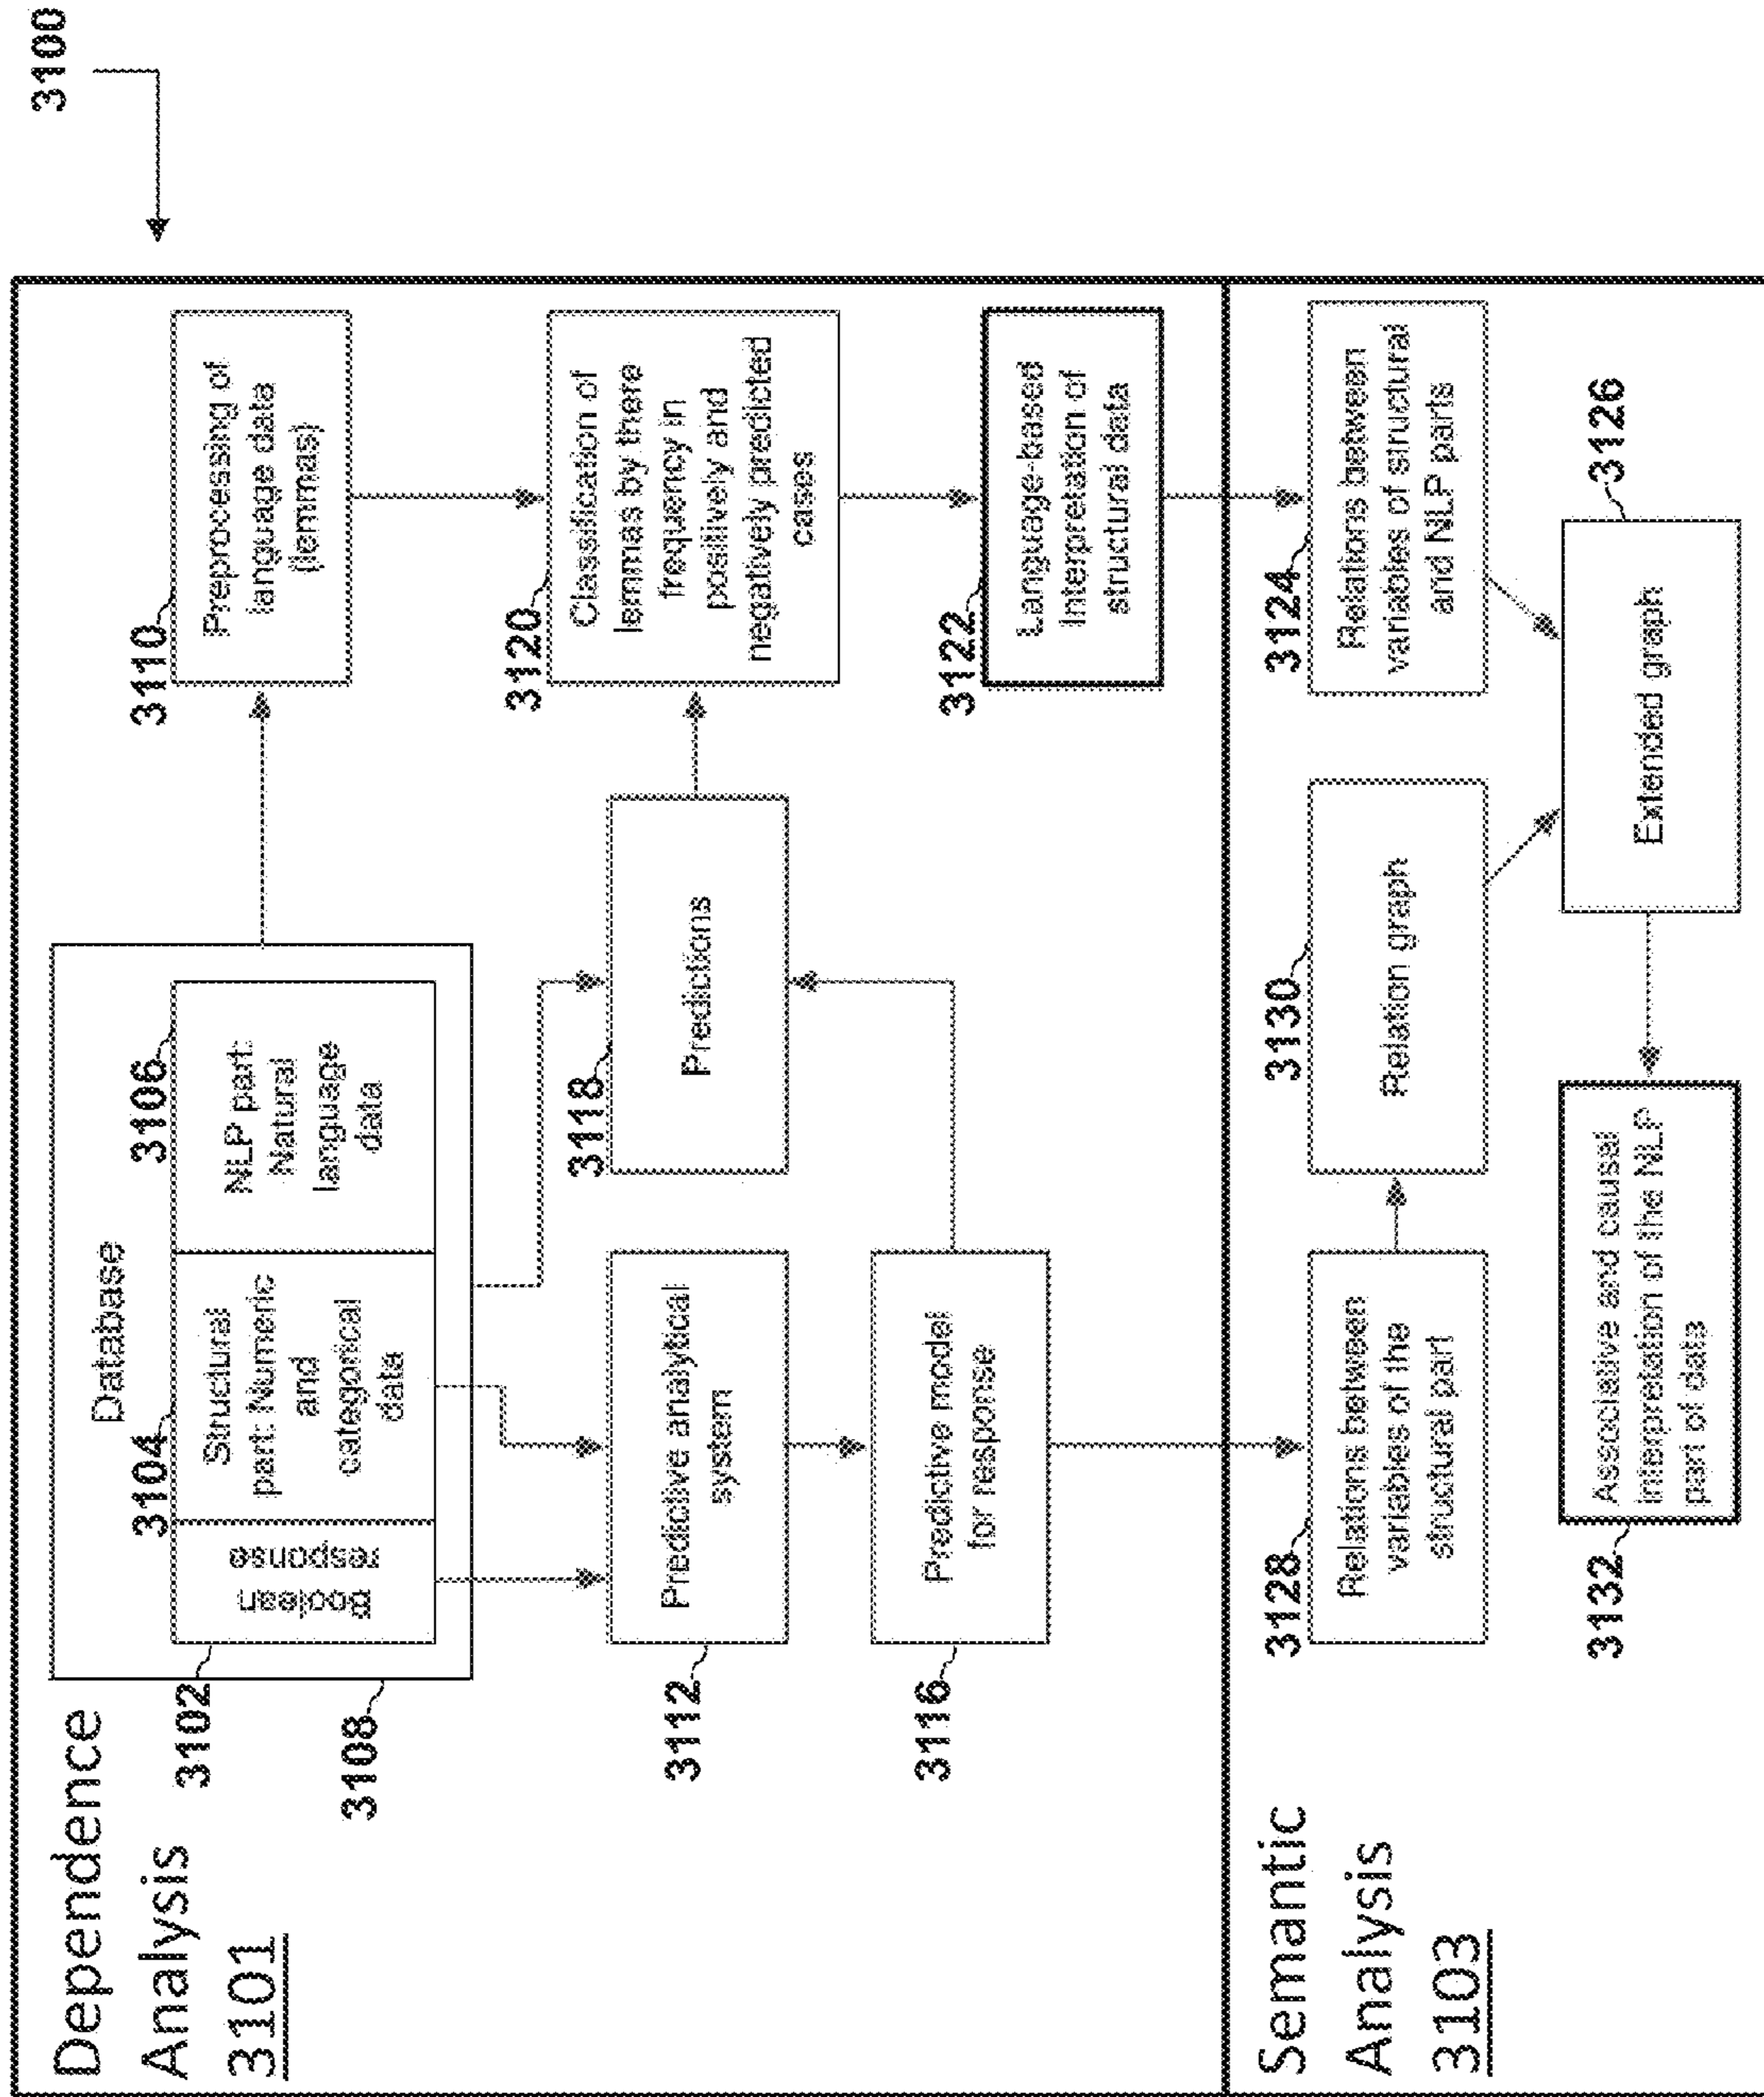 3100
Dependence
Analysis
3101
Database
3102
Boolean
response
3104
Structural
part: Numeric
and
categorical
data
3106
NLP part:
Natural
language
data
3108
3110
Preprocessing of
language data
(lemmas)
3112
Predictive analytical
system
3118
Predictions
3120
Classification of
lemmas by there
frequency in
positively and
negatively predicted
cases
3116
Predictive model
for response
3122
Language-based
interpretation of
structural data
Semantic
Analysis
3103
3128
Relations between
variables of the
structural part
3130
Relation graph
3124
Relations between
variables of structural
and NLP parts
3132
Associative and causal
interpretation of the NLP
part of data
Extended graph
3126